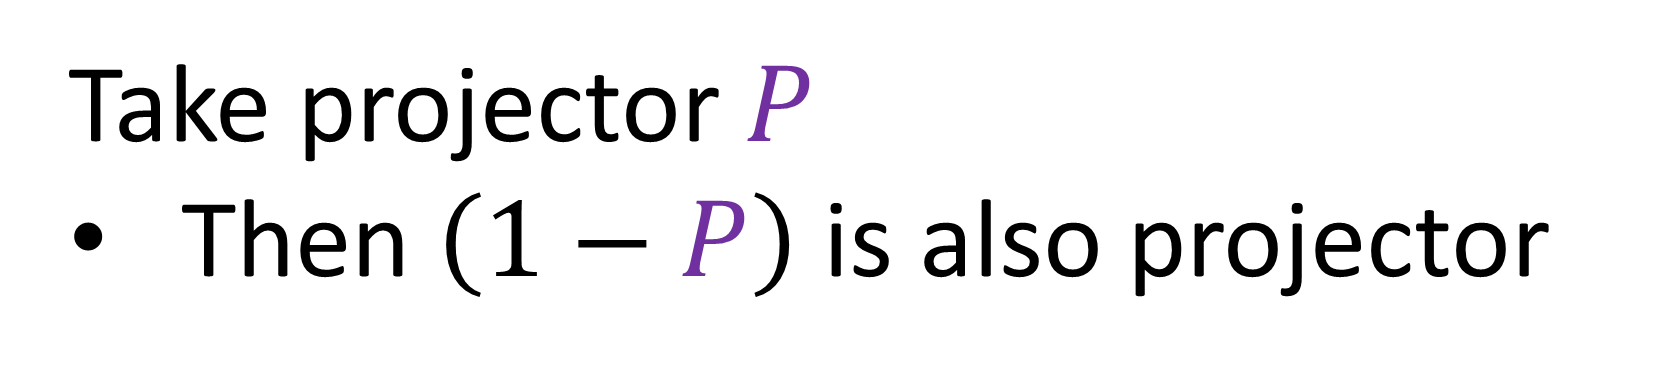 Take projector P
• Then (1 − P) is also projector